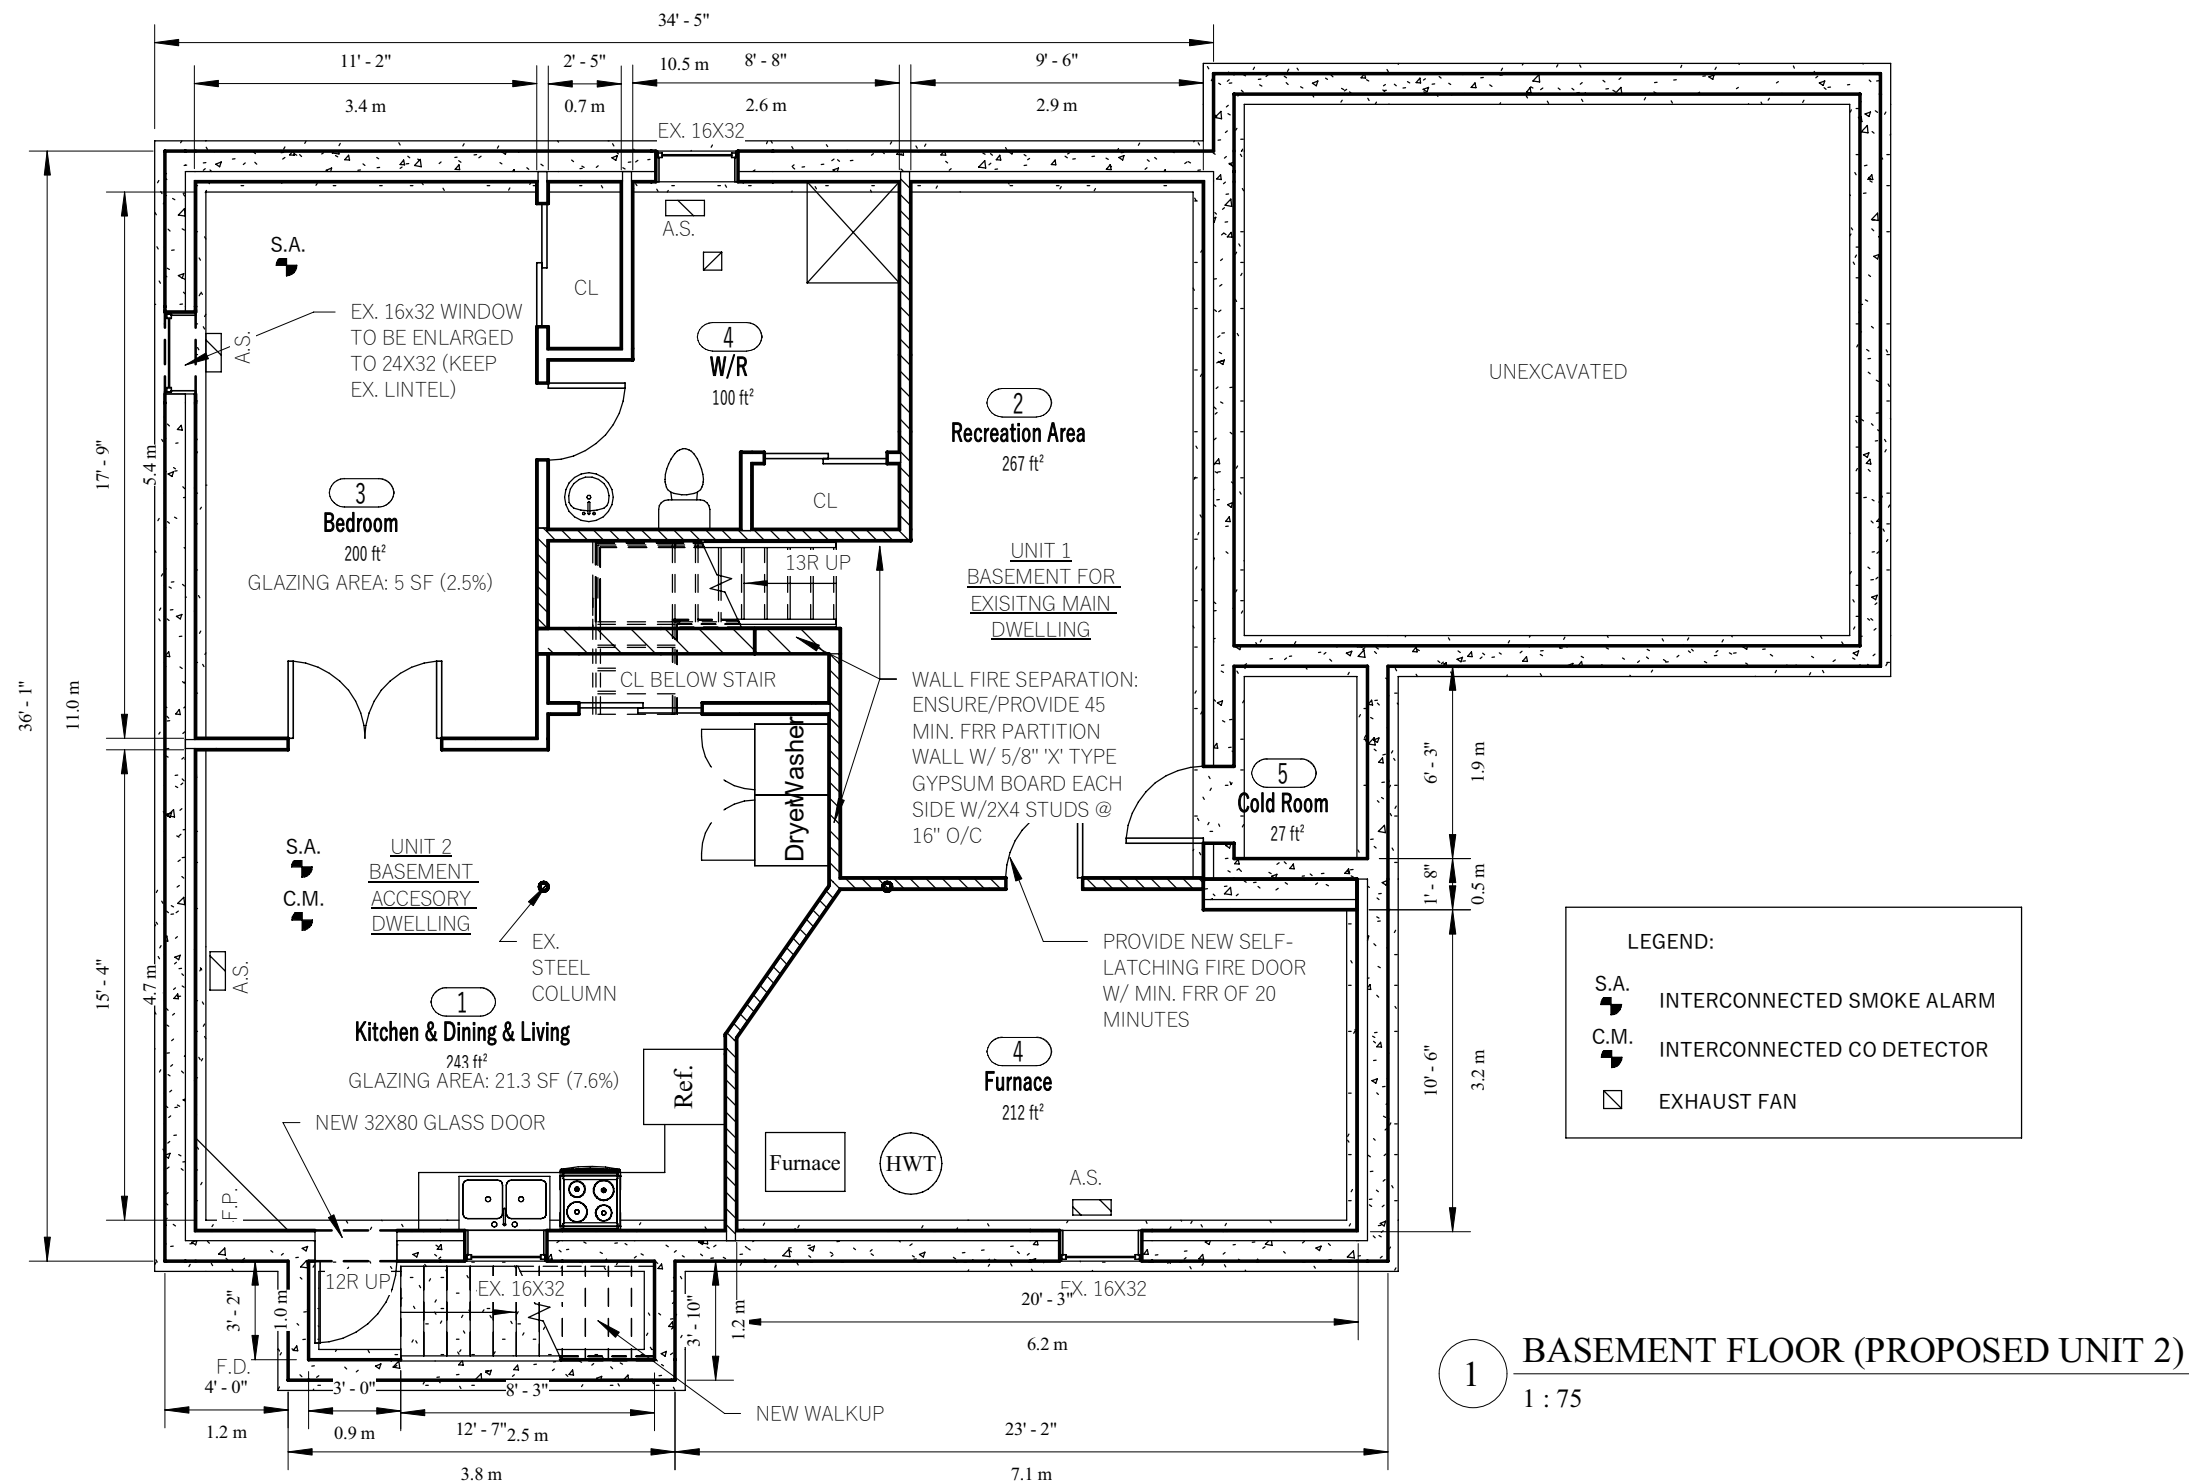 34' - 5"
11' - 2"
2' - 5"
10.5 m
8' - 8"
9' - 6"
3.4 m
0.7 m
2.6 m
2.9 m
EX. 16X32
S.A.
A.S.
CL
EX. 16x32 WINDOW
TO BE ENLARGED
TO 24X32 (KEEP
EX. LINTEL)
A.S.
4
W/R
100 ft²
UNEXCAVATED
2
Recreation Area
267 ft²
17' - 9"
5.4 m
3
Bedroom
200 ft²
GLAZING AREA: 5 SF (2.5%)
CL
13R UP
UNIT 1
BASEMENT FOR
EXISITNG MAIN
DWELLING
36' - 1"
11.0 m
CL BELOW STAIR
WALL FIRE SEPARATION:
ENSURE/PROVIDE 45
MIN. FRR PARTITION
WALL W/ 5/8" 'X' TYPE
GYPSUM BOARD EACH
SIDE W/2X4 STUDS @
16" O/C
Washer
Dryer
6' - 3"
1.9 m
5
Cold Room
27 ft²
S.A.
C.M.
UNIT 2
BASEMENT
ACCESORY
DWELLING
1' - 8"
0.5 m
EX.
STEEL
COLUMN
PROVIDE NEW SELF-
LATCHING FIRE DOOR
W/ MIN. FRR OF 20
MINUTES
LEGEND:
S.A.
INTERCONNECTED SMOKE ALARM
C.M.
INTERCONNECTED CO DETECTOR
EXHAUST FAN
A.S.
15' - 4"
4.7 m
1
Kitchen & Dining & Living
243 ft²
GLAZING AREA: 21.3 SF (7.6%)
Ref.
4
Furnace
212 ft²
10' - 6"
3.2 m
NEW 32X80 GLASS DOOR
Furnace
HWT
A.S.
F.P.
12R UP
EX. 16X32
EX. 16X32
20' - 3"
6.2 m
3' - 2"
1.0 m
3' - 10"
1.2 m
F.D.
4' - 0"
3' - 0"
8' - 3"
NEW WALKUP
1.2 m
0.9 m
12' - 7"
2.5 m
23' - 2"
3.8 m
7.1 m
1
BASEMENT FLOOR (PROPOSED UNIT 2)
1 : 75